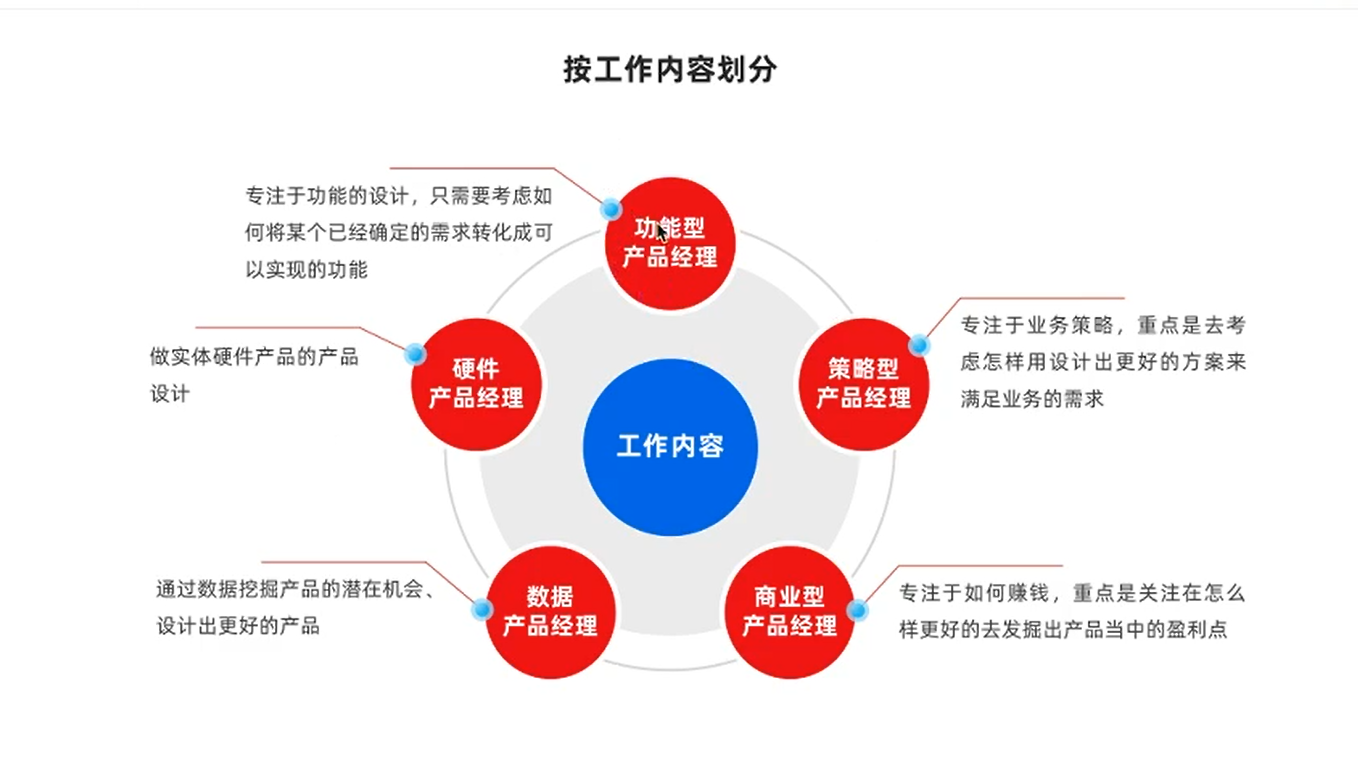 按工作内容划分
专注于功能的设计，只需要考虑如
何将某个已经确定的需求转化成可
以实现的功能
功能型
产品经理
专注于业务策略，重点是去考
虑怎样用设计出更好的方案来
满足业务的需求
策略型
产品经理
做实体硬件产品的产品
设计
硬件
产品经理
工作内容
通过数据挖掘产品的潜在机会、
设计出更好的产品
数据
产品经理
商业型
产品经理
专注于如何赚钱，重点是关注在怎么
样更好的去发掘出产品当中的盈利点